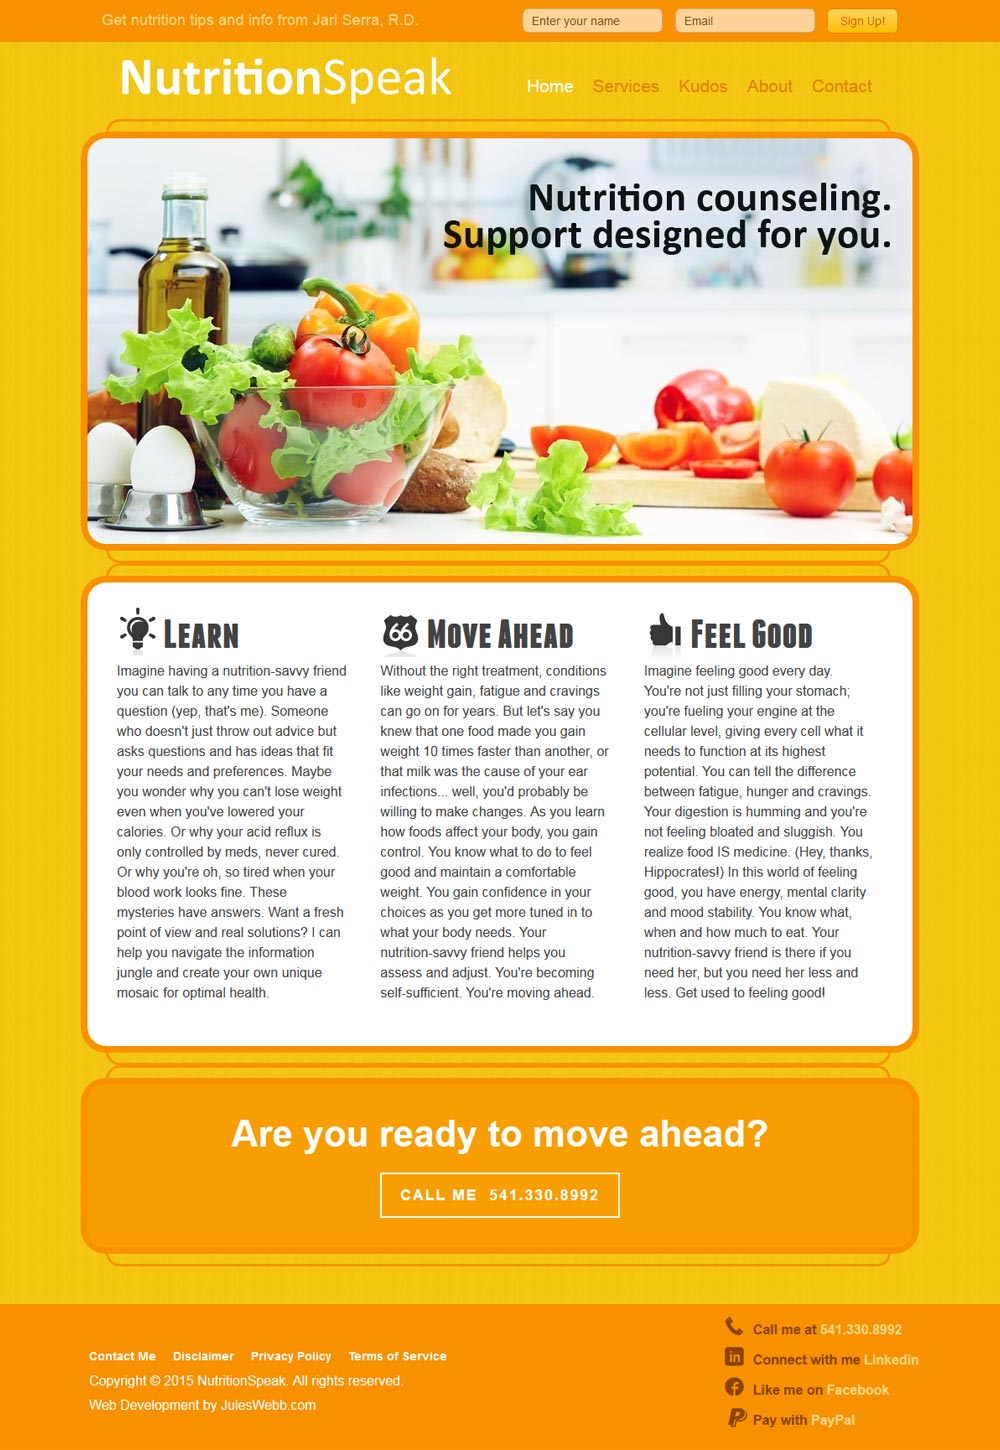 Get nutrition tips and info from Jari Serra, R.D.
Enter your name
Email
Sign Up!
NutritionSpeak
Home Services Kudos About Contact
Nutrition counseling.
Support designed for you.
Learn
Imagine having a nutrition-savvy friend
you can talk to any time you have a
question (yep, that's me). Someone
who doesn't just throw out advice but
asks questions and has ideas that fit
your needs and preferences. Maybe
you wonder why you can't lose weight
even when you've lowered your
calories. Or why your acid reflux is
only controlled by meds, never cured.
Or why you're oh, so tired when your
blood work looks fine. These
mysteries have answers. Want a fresh
point of view and real solutions? I can
help you navigate the information
jungle and create your own unique
mosaic for optimal health.
66
Move Ahead
Without the right treatment, conditions
like weight gain, fatigue and cravings
can go on for years. But let's say you
knew that one food made you gain
weight 10 times faster than another, or
that milk was the cause of your ear
infections... well, you'd probably be
willing to make changes. As you learn
how foods affect your body, you gain
control. You know what to do to feel
good and maintain a comfortable
weight. You gain confidence in your
choices as you get more tuned in to
what your body needs. Your
nutrition-savvy friend helps you
assess and adjust. You're becoming
self-sufficient. You're moving ahead.
Feel Good
Imagine feeling good every day.
You're not just filling your stomach;
you're fueling your engine at the
cellular level, giving every cell what it
needs to function at its highest
potential. You can tell the difference
between fatigue, hunger and cravings.
Your digestion is humming and you're
not feeling bloated and sluggish. You
realize food IS medicine. (Hey, thanks,
Hippocrates!) In this world of feeling
good, you have energy, mental clarity
and mood stability. You know what,
when and how much to eat. Your
nutrition-savvy friend is there if you
need her, but you need her less and
less. Get used to feeling good!
Are you ready to move ahead?
CALL ME 541.330.8992
Contact Me Disclaimer Privacy Policy Terms of Service
Copyright © 2015 NutritionSpeak. All rights reserved.
Web Development by JulesWebb.com
Call me at 541.330.8992
in Connect with me Linkedin
Like me on Facebook
Pay with PayPal